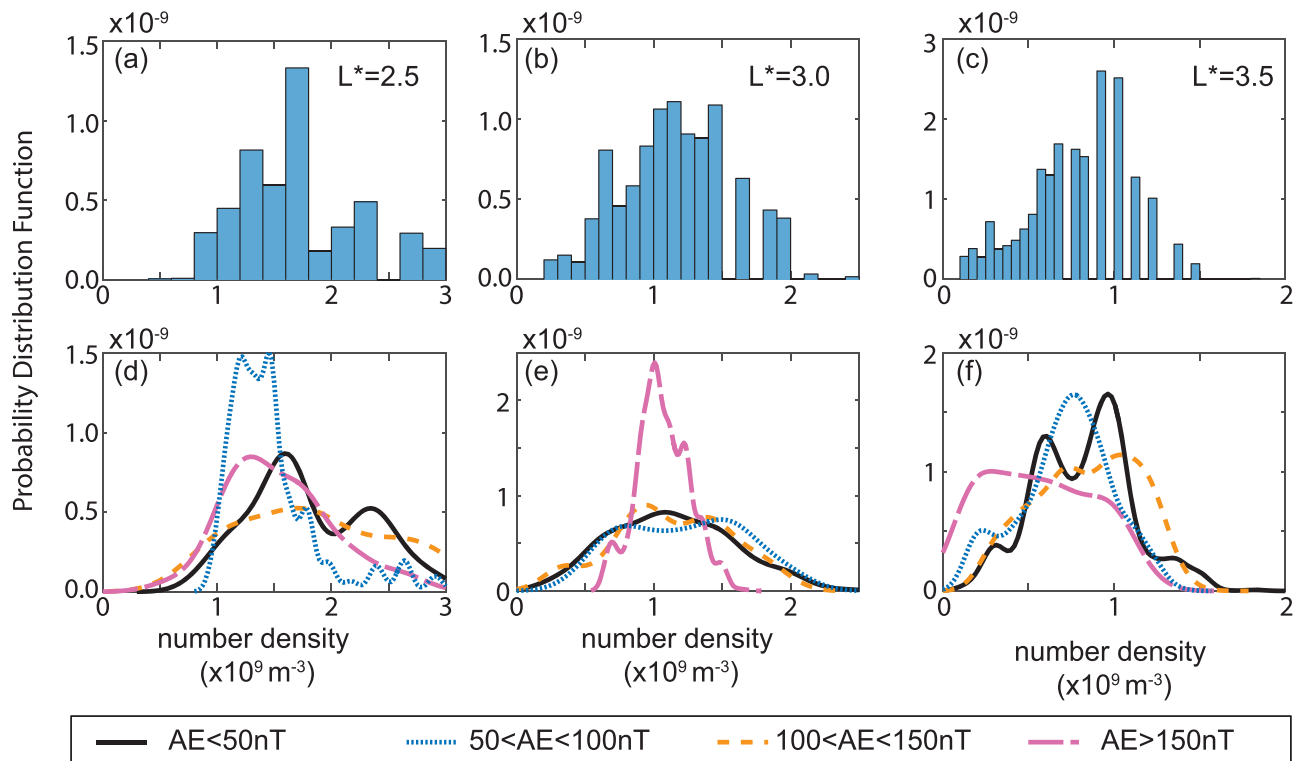 x10-9 x10-9 x10-9
1.5 (a) L*=2.5 1.5 (b) L*=3.0 3 (c) L*=3.5
1.0 1.0 2
0.5 0.5 1
0.0 0.0 0
0 1 2 3 0 1 2 0 1 2
Probability Distribution Function
x10-9 x10-9 x10-9
1.5 (d) (e) 2 (f)
2
1.0
1 1
0.5
0.0 0 0
0 1 2 3 0 1 2 0 1 2
number density number density number density
(x10⁹ m⁻³) (x10⁹ m⁻³) (x10⁹ m⁻³)
AE<50nT 50<AE<100nT 100<AE<150nT AE>150nT